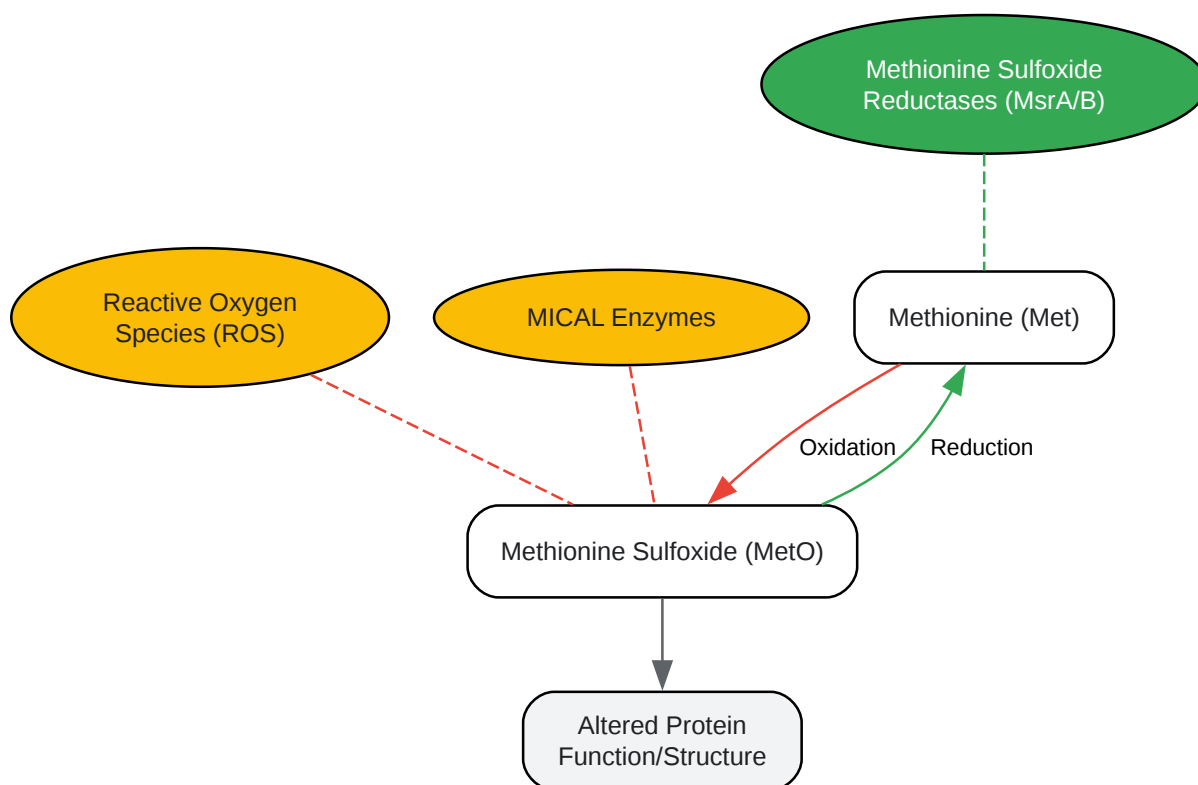 Methionine Sulfoxide
Reductases (MsrA/B)
Reactive Oxygen
Species (ROS)
MICAL Enzymes
Methionine (Met)
Oxidation
Reduction
Methionine Sulfoxide (MetO)
Altered Protein
Function/Structure